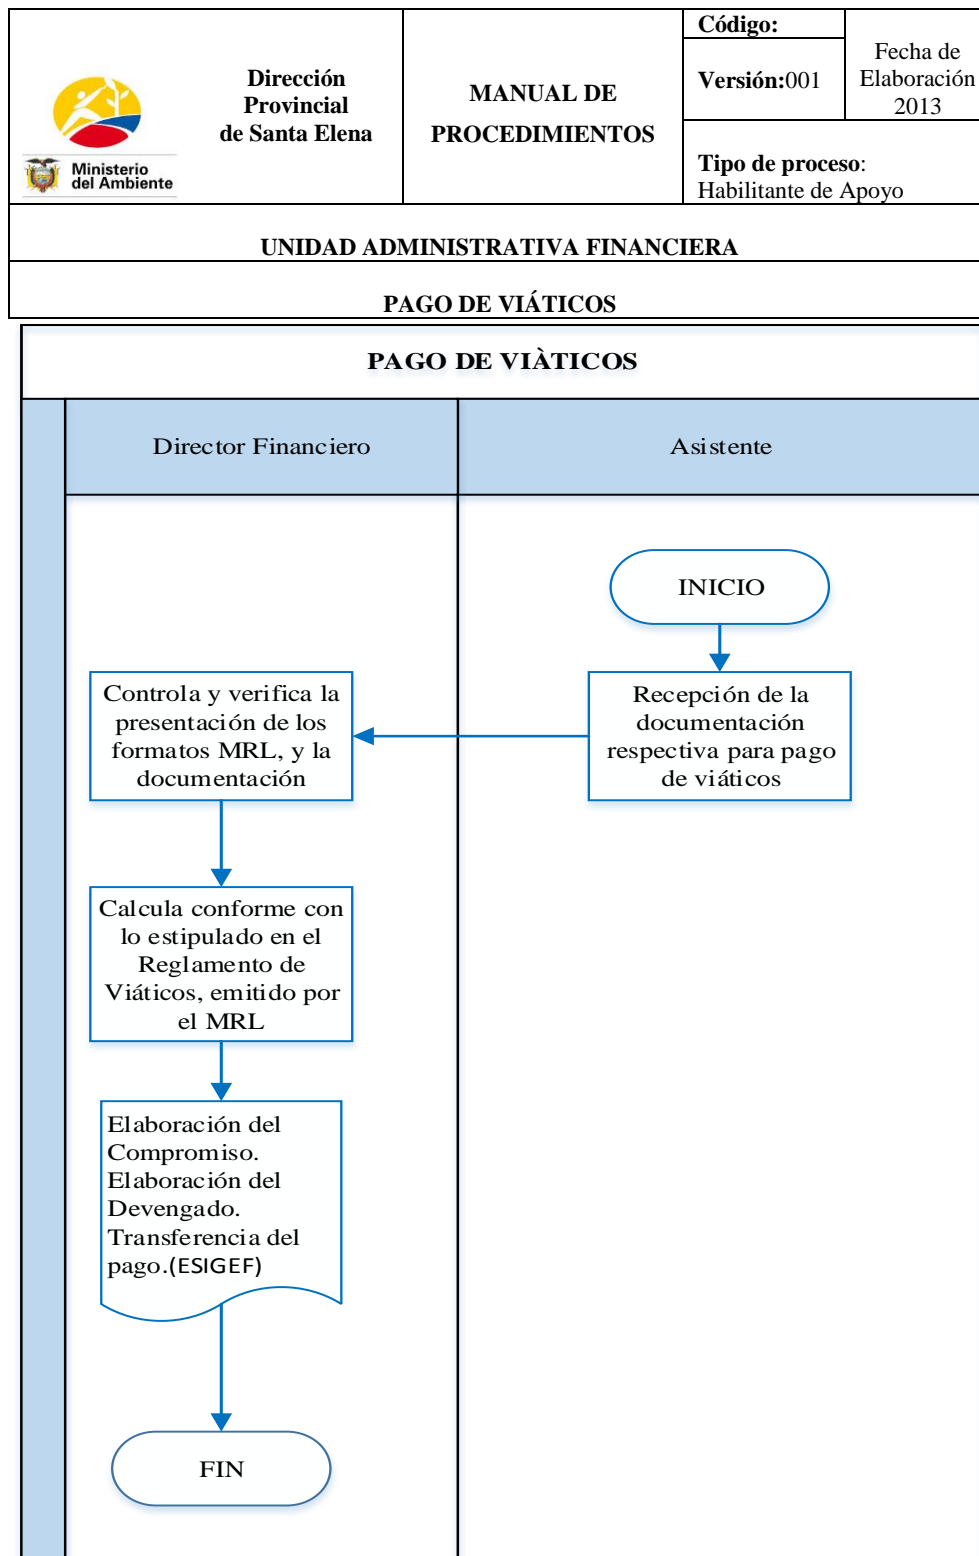 Ministerio
del Ambiente
Dirección
Provincial
de Santa Elena
MANUAL DE
PROCEDIMIENTOS
Código:
Versión:001
Fecha de
Elaboración
2013
Tipo de proceso:
Habilitante de Apoyo
UNIDAD ADMINISTRATIVA FINANCIERA
PAGO DE VIÁTICOS
PAGO DE VIÀTICOS
Director Financiero
Asistente
INICIO
Recepción de la
documentación
respectiva para pago
de viáticos
Controla y verifica la
presentación de los
formatos MRL, y la
documentación
Calcula conforme con
lo estipulado en el
Reglamento de
Viáticos, emitido por
el MRL
Elaboración del
Compromiso.
Elaboración del
Devengado.
Transferencia del
pago.(ESIGEF)
FIN